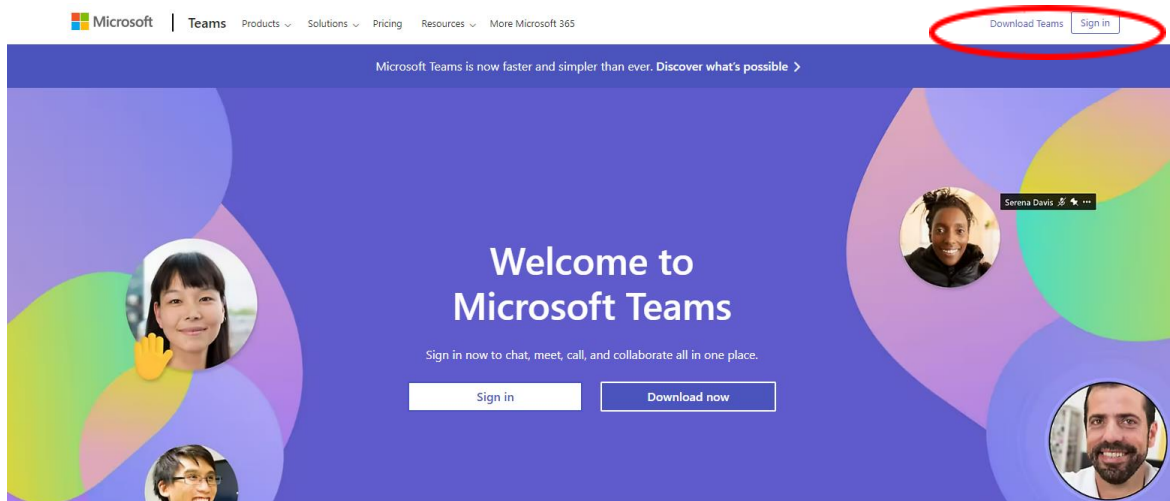 Microsoft Teams Products Solutions Pricing Resources More Microsoft 365 Download Teams Sign in
Microsoft Teams is now faster and simpler than ever. Discover what's possible >
Serena Davis
Welcome to
Microsoft Teams
Sign in now to chat, meet, call, and collaborate all in one place.
Sign in Download now